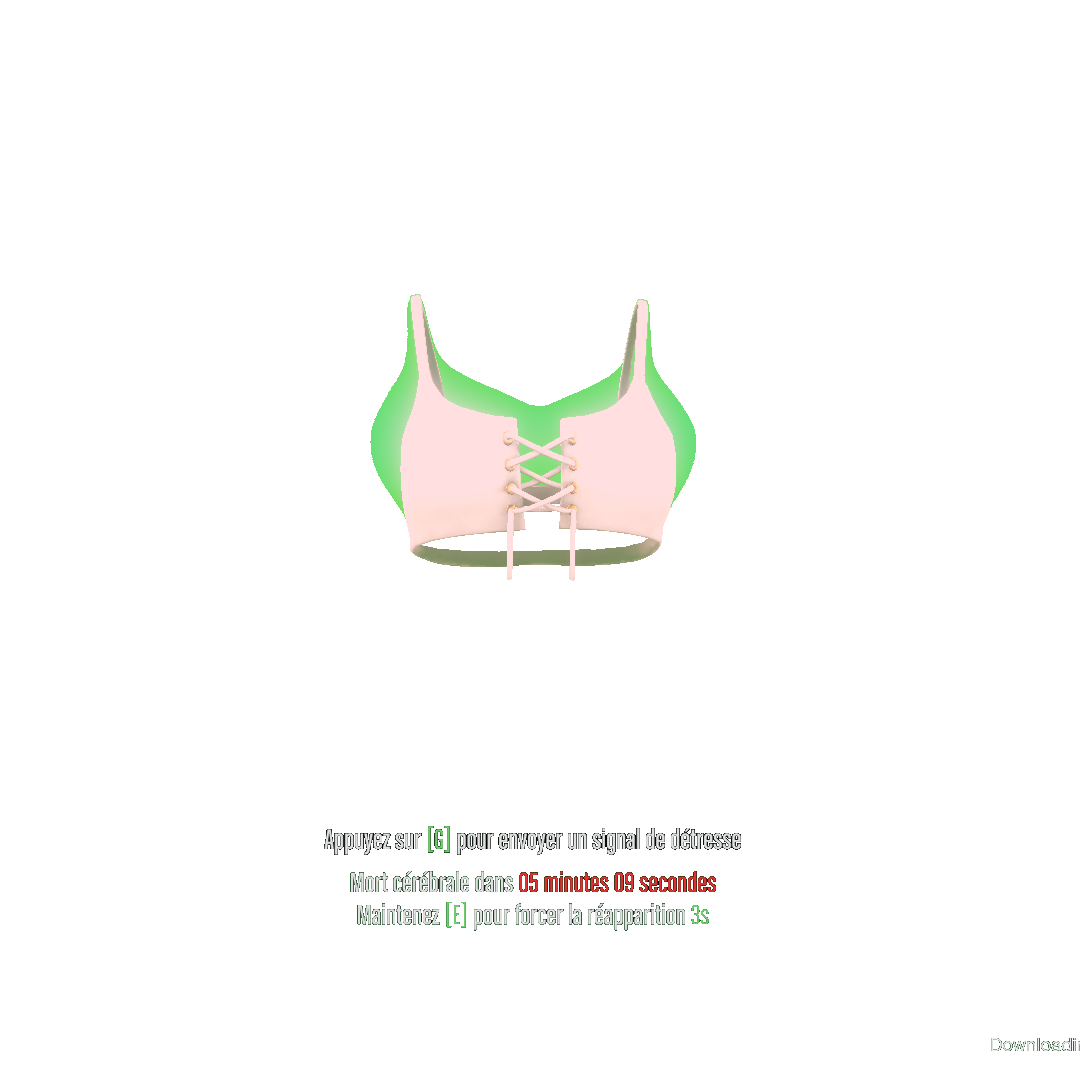 Appuyez sur [G] pour envoyer un signal de détresse
Mort cérébrale dans 05 minutes 09 secondes
Maintenez [E] pour forcer la réapparition 3s